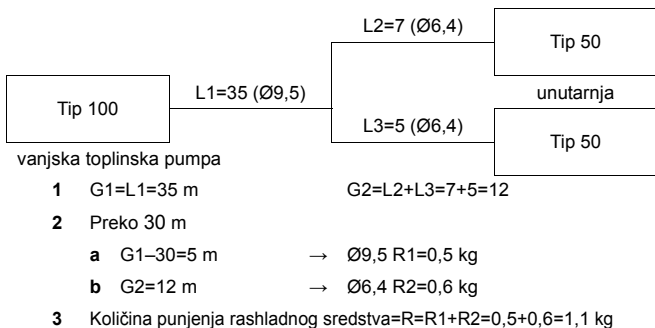 L2=7 (Ø6,4)
Tip 50
L1=35 (Ø9,5)
unutarnja
Tip 100
L3=5 (Ø6,4)
Tip 50
vanjska toplinska pumpa
1 G1=L1=35 m G2=L2+L3=7+5=12
2 Preko 30 m
a G1–30=5 m → Ø9,5 R1=0,5 kg
b G2=12 m → Ø6,4 R2=0,6 kg
3 Količina punjenja rashladnog sredstva=R=R1+R2=0,5+0,6=1,1 kg